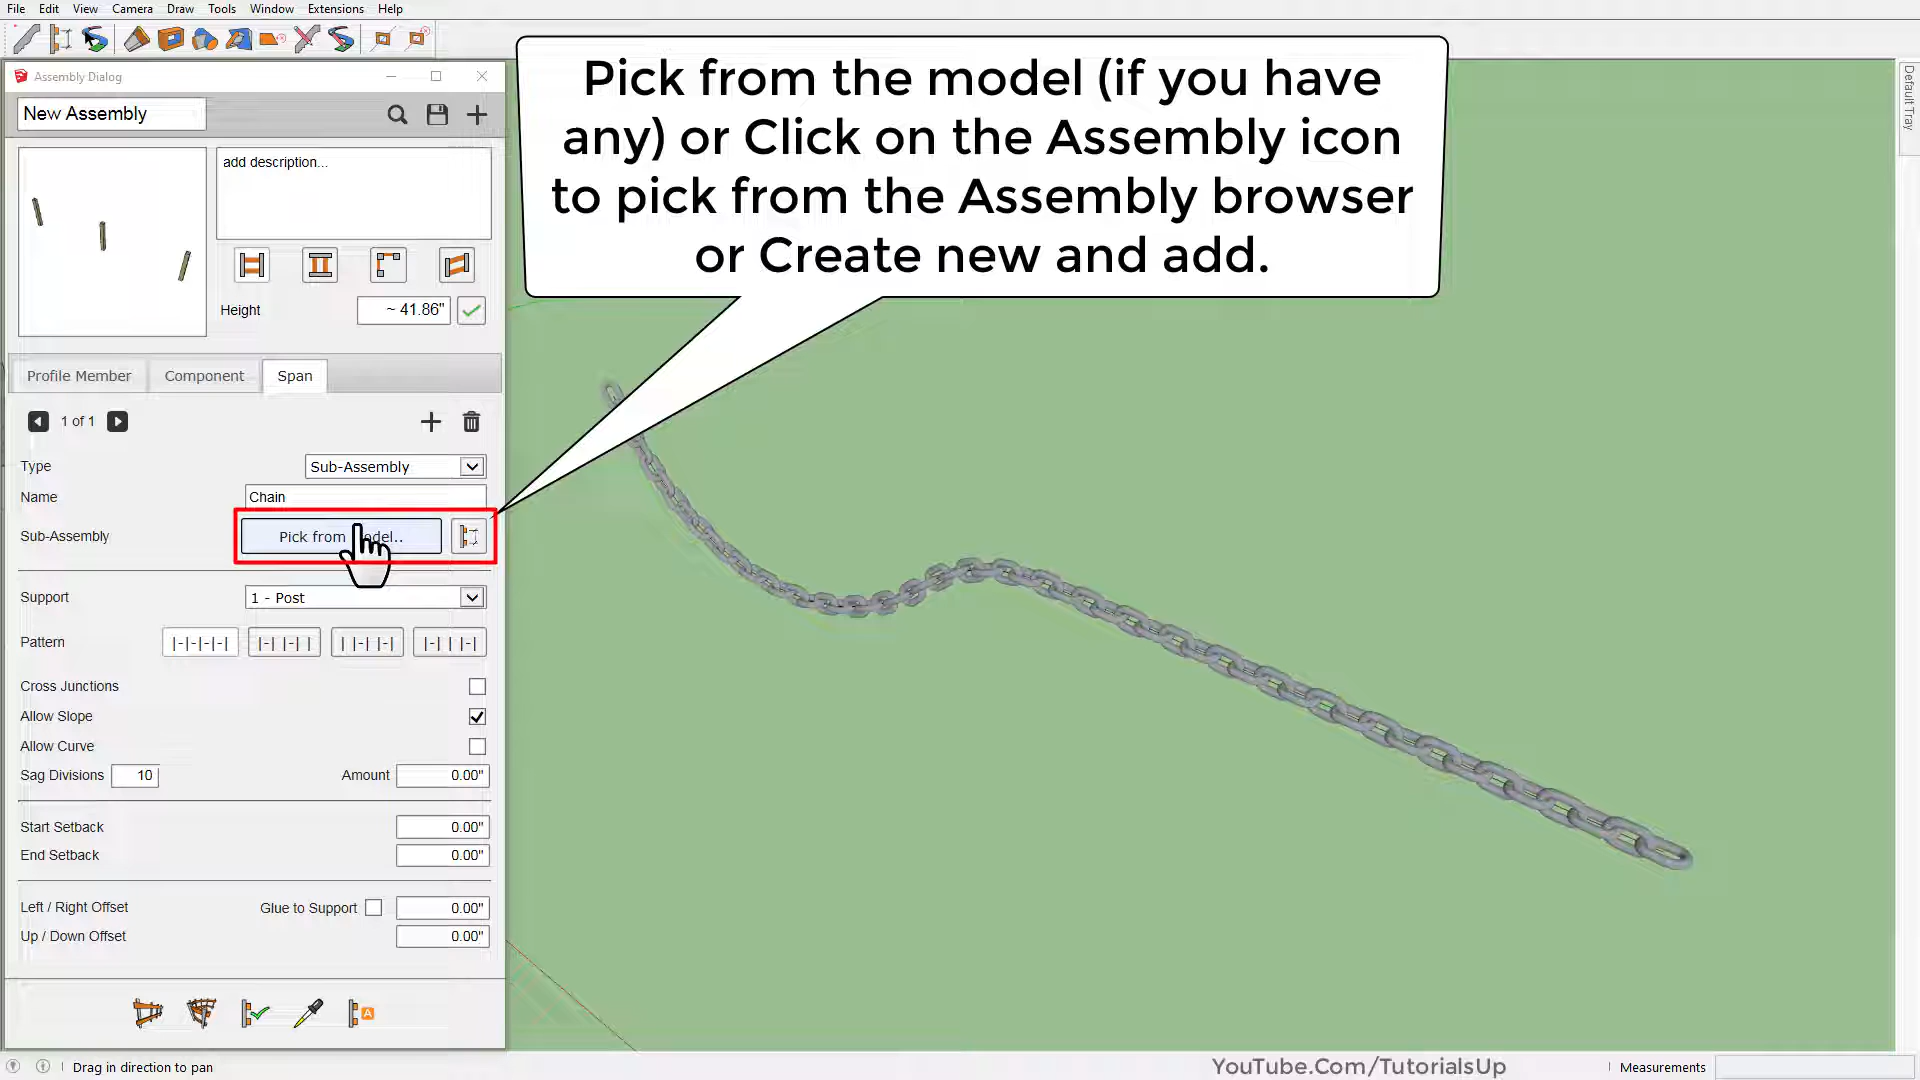 File Edit View Camera Draw Tools Window Extensions Help
Assembly Dialog
New Assembly
add description...
Height ~ 41.86"
Profile Member Component Span
1 of 1
Type Sub-Assembly
Name Chain
Sub-Assembly Pick from Model..
Support 1 - Post
Pattern |-|-|-|-| |-| |-| | | |-| |-| |-| | |-|
Cross Junctions
Allow Slope
Allow Curve
Sag Divisions 10 Amount 0.00"
Start Setback 0.00"
End Setback 0.00"
Left / Right Offset Glue to Support 0.00"
Up / Down Offset 0.00"
A
Pick from the model (if you have
any) or Click on the Assembly icon
to pick from the Assembly browser
or Create new and add.
Default Tray
Drag in direction to pan
YouTube.Com/TutorialsUp
Measurements